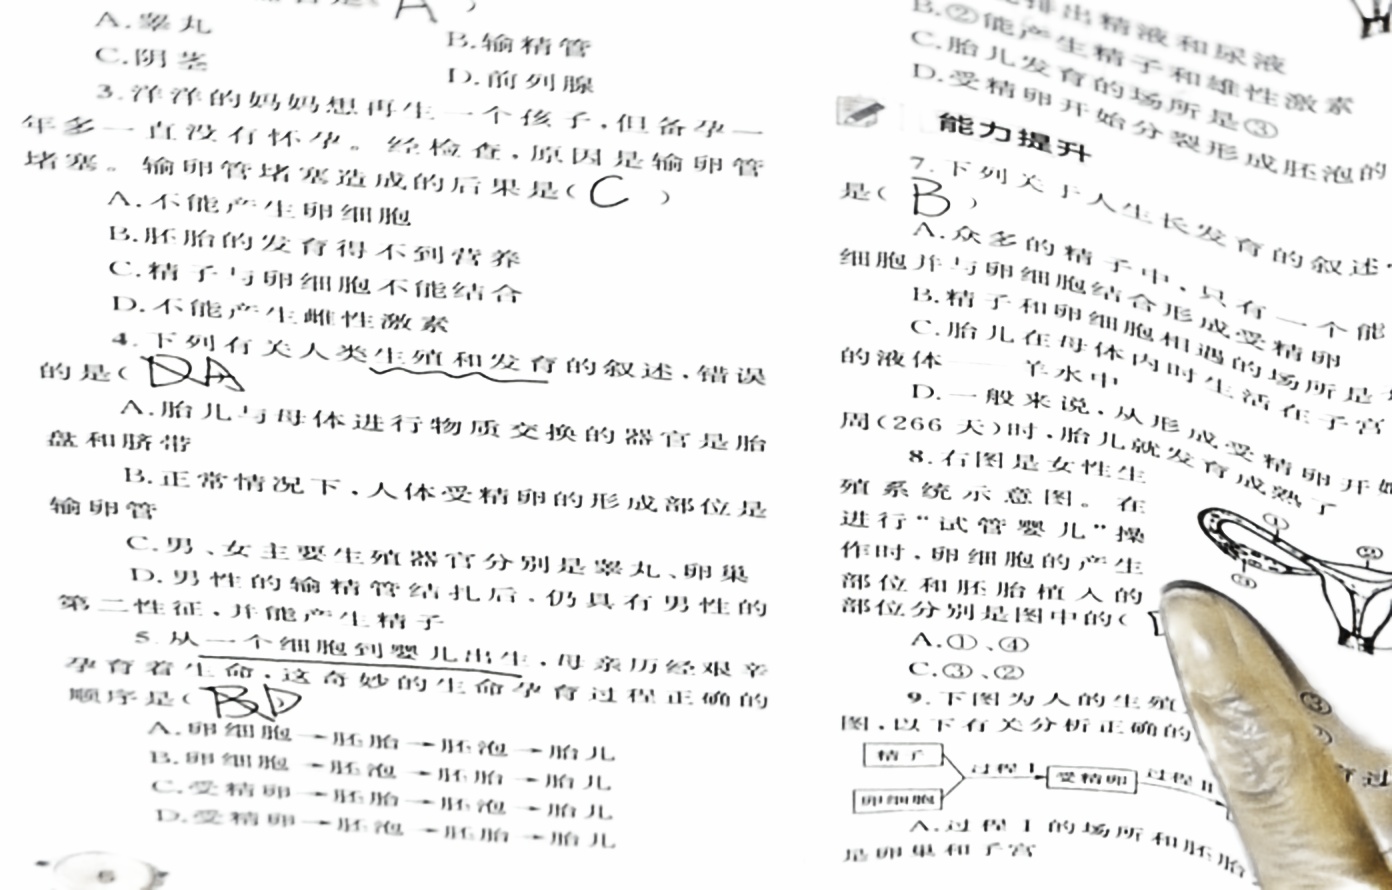 A
A.睾丸
B.输精管
C.阴茎
D.前列腺
3.洋洋的妈妈想再生一个孩子,但备孕一
年多一直没有怀孕。经检查,原因是输卵管
堵塞。输卵管堵塞造成的后果是( C )
A.不能产生卵细胞
B.胚胎的发育得不到营养
C.精子与卵细胞不能结合
D.不能产生雌性激素
4.下列有关人类生殖和发育的叙述,错误
的是( DA
A.胎儿与母体进行物质交换的器官是胎
盘和脐带
B.正常情况下,人体受精卵的形成部位是
输卵管
C.男、女主要生殖器官分别是睾丸、卵巢
D.男性的输精管结扎后,仍具有男性的
第二性征,并能产生精子
5.从一个细胞到婴儿出生,母亲历经艰辛
孕育着生命,这奇妙的生命孕育过程正确的
顺序是( BD )
A.卵细胞→胚胎→胚泡→胎儿
B.卵细胞→胚泡→胚胎→胎儿
C.受精卵→胚胎→胚泡→胎儿
D.受精卵→胚泡→胚胎→胎儿
6
排出精液和尿液
B.②能产生精子和雄性激素
C.胎儿发育的场所是③
D.受精卵开始分裂形成胚泡的
能力提升
7.下列关于人生长发育的叙述,
是( B )
A.众多的精子中,只有一个能
细胞并与卵细胞结合形成受精卵
B.精子和卵细胞相遇的场所是
C.胎儿在母体内时生活在子宫
的液体——羊水中
D.一般来说,从形成受精卵开始
周(266 天)时,胎儿就发育成熟了
8.右图是女性生
殖系统示意图。在
进行“试管婴儿”操
作时,卵细胞的产生
部位和胚胎植入的
部位分别是图中的(
① ② ③
A.①、④
C.③、②
9.下图为人的生殖
图,以下有关分析正确的
精子
卵细胞
过程 Ⅰ
受精卵
过程 Ⅱ
育过
A.过程 Ⅰ 的场所和胚胎
是卵巢和子宫